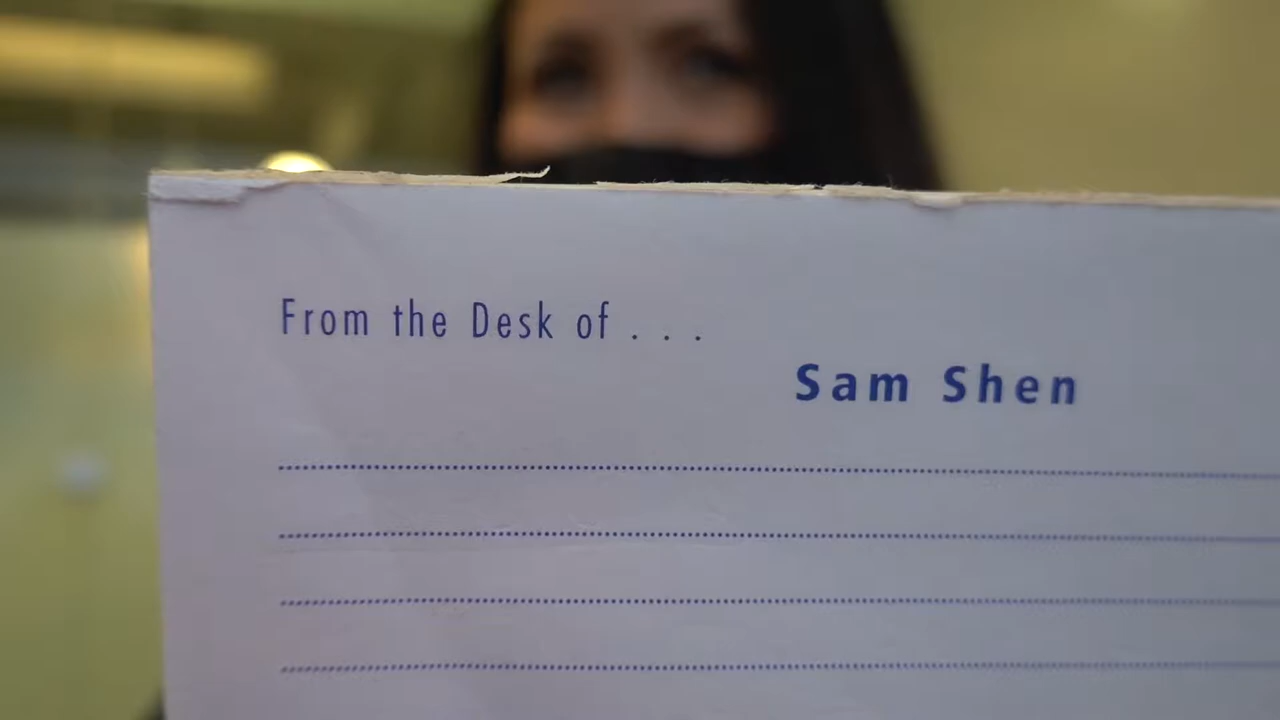 From the Desk of . . .
Sam Shen